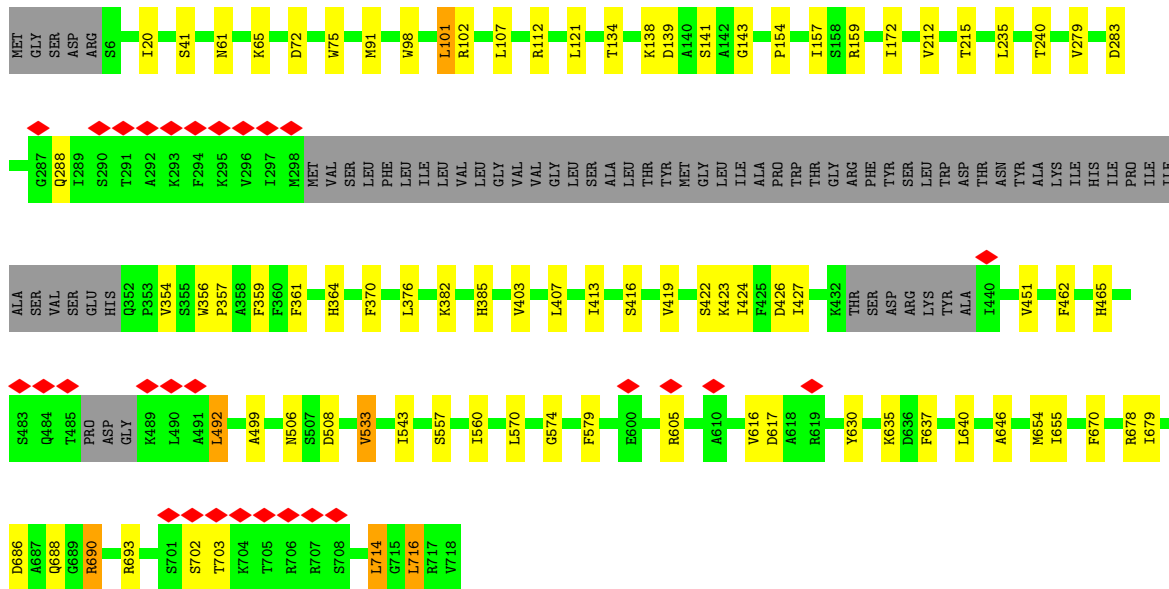 MET GLY SER ASP ARG S6 I20 S41 N61 K65 D72 W75 M91 W98 L101 R102 L107 R112 L121 T134 K138 D139 A140 S141 A142 G143 P154 I157 S158 R159 I172 V212 T215 L235 T240 V279 D283
G287 Q288 I289 S290 T291 A292 K293 F294 K295 V296 I297 M298 MET VAL SER LEU PHE LEU ILE LEU VAL LEU GLY VAL VAL GLY LEU SER ALA LEU THR TYR MET GLY LEU ILE ALA PRO TRP THR GLY ARG PHE TYR SER LEU TRP ASP THR ASN TYR ALA LYS ILE HIS ILE PRO ILE ILE
ALA SER VAL SER GLU HIS Q352 P353 V354 S355 W356 P357 A358 F359 F360 F361 H364 F370 L376 K382 H385 V403 L407 I413 S416 V419 S422 K423 I424 F425 D426 I427 K432 THR SER ASP ARG LYS TYR ALA I440 V451 F462 H465
S483 Q484 T485 PRO ASP GLY K489 L490 A491 L492 A499 N506 S507 D508 V533 I543 S557 I560 L570 G574 F579 E600 R605 A610 V616 D617 A618 R619 Y630 K635 D636 F637 L640 A646 M654 I655 F670 R678 I679
D686 A687 Q688 G689 R690 R693 S701 S702 T703 K704 T705 R706 R707 S708 L714 G715 L716 R717 V718